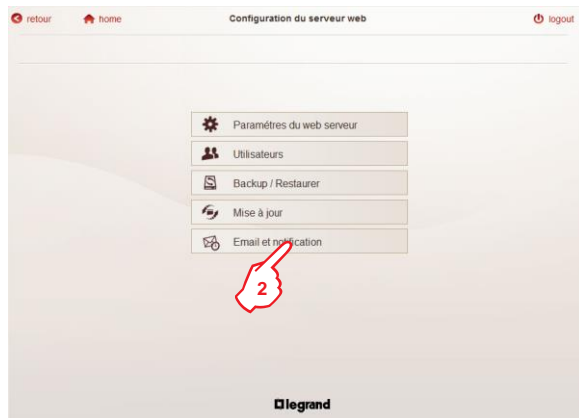 retour home Configuration du serveur web logout
Paramétres du web serveur
Utilisateurs
Backup / Restaurer
Mise à jour
Email et notification
2
legrand